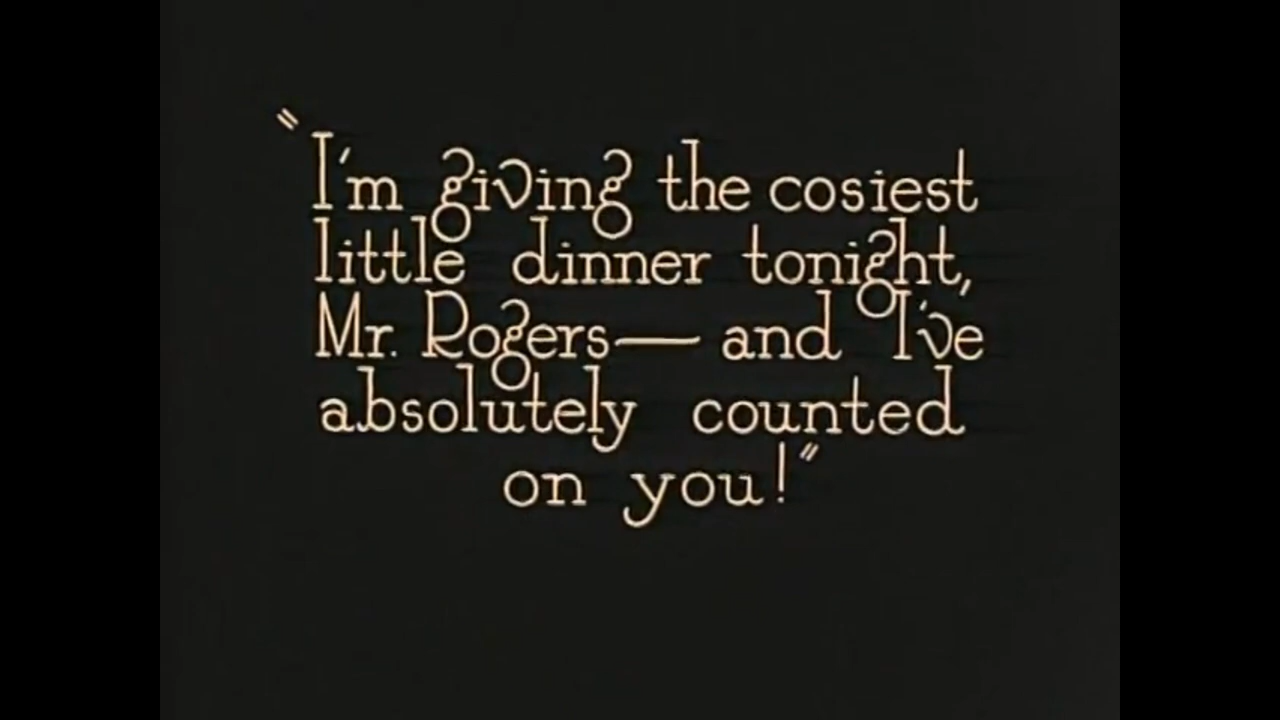 "I'm giving the cosiest
little dinner tonight,
Mr. Rogers— and I've
absolutely counted
on you!"